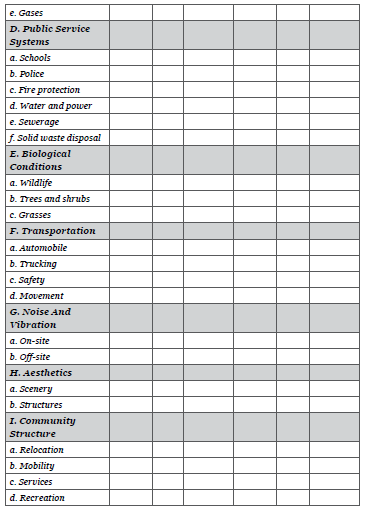 e. Gases
D. Public Service
Systems
a. Schools
b. Police
c. Fire protection
d. Water and power
e. Sewerage
f. Solid waste disposal
E. Biological
Conditions
a. Wildlife
b. Trees and shrubs
c. Grasses
F. Transportation
a. Automobile
b. Trucking
c. Safety
d. Movement
G. Noise And
Vibration
a. On-site
b. Off-site
H. Aesthetics
a. Scenery
b. Structures
I. Community
Structure
a. Relocation
b. Mobility
c. Services
d. Recreation